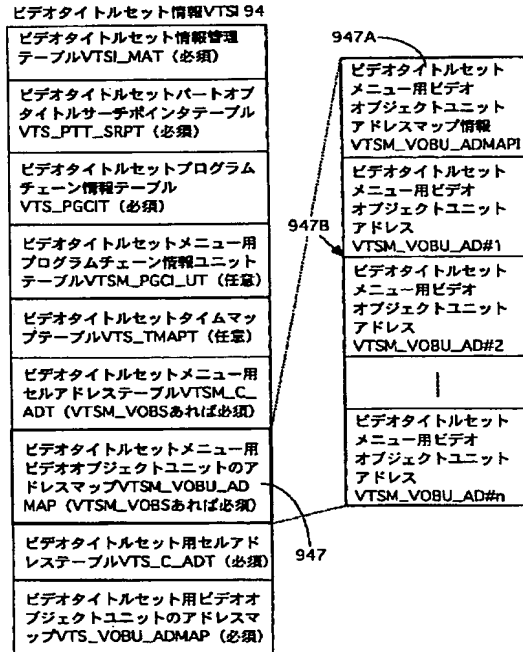 ビデオタイトルセット情報VTSI 94
ビデオタイトルセット情報管理
テーブルVTSI_MAT（必須）
ビデオタイトルセットパートオブ
タイトルサーチポインタテーブル
VTS_PTT_SRPT（必須）
ビデオタイトルセットプログラム
チェーン情報テーブル
VTS_PGCIT（必須）
ビデオタイトルセットメニュー用
プログラムチェーン情報ユニット
テーブルVTSM_PGCI_UT（任意）
ビデオタイトルセットタイムマッ
プテーブルVTS_TMAPT（任意）
ビデオタイトルセットメニュー用
セルアドレステーブルVTSM_C_
ADT（VTSM_VOBSあれば必須）
ビデオタイトルセットメニュー用
ビデオオブジェクトユニットのア
ドレスマップVTSM_VOBU_AD
MAP（VTSM_VOBSあれば必須）
ビデオタイトルセット用セルアド
レステーブルVTS_C_ADT（必須）
ビデオタイトルセット用ビデオオ
ブジェクトユニットのアドレスマ
ップVTS_VOBU_ADMAP（必須）
947A
ビデオタイトルセット
メニュー用ビデオ
オブジェクトユニット
アドレスマップ情報
VTSM_VOBU_ADMAPI
ビデオタイトルセット
メニュー用ビデオ
オブジェクトユニット
アドレス
VTSM_VOBU_AD#1
947B
ビデオタイトルセット
メニュー用ビデオ
オブジェクトユニット
アドレス
VTSM_VOBU_AD#2
ビデオタイトルセット
メニュー用ビデオ
オブジェクトユニット
アドレス
VTSM_VOBU_AD#n
947